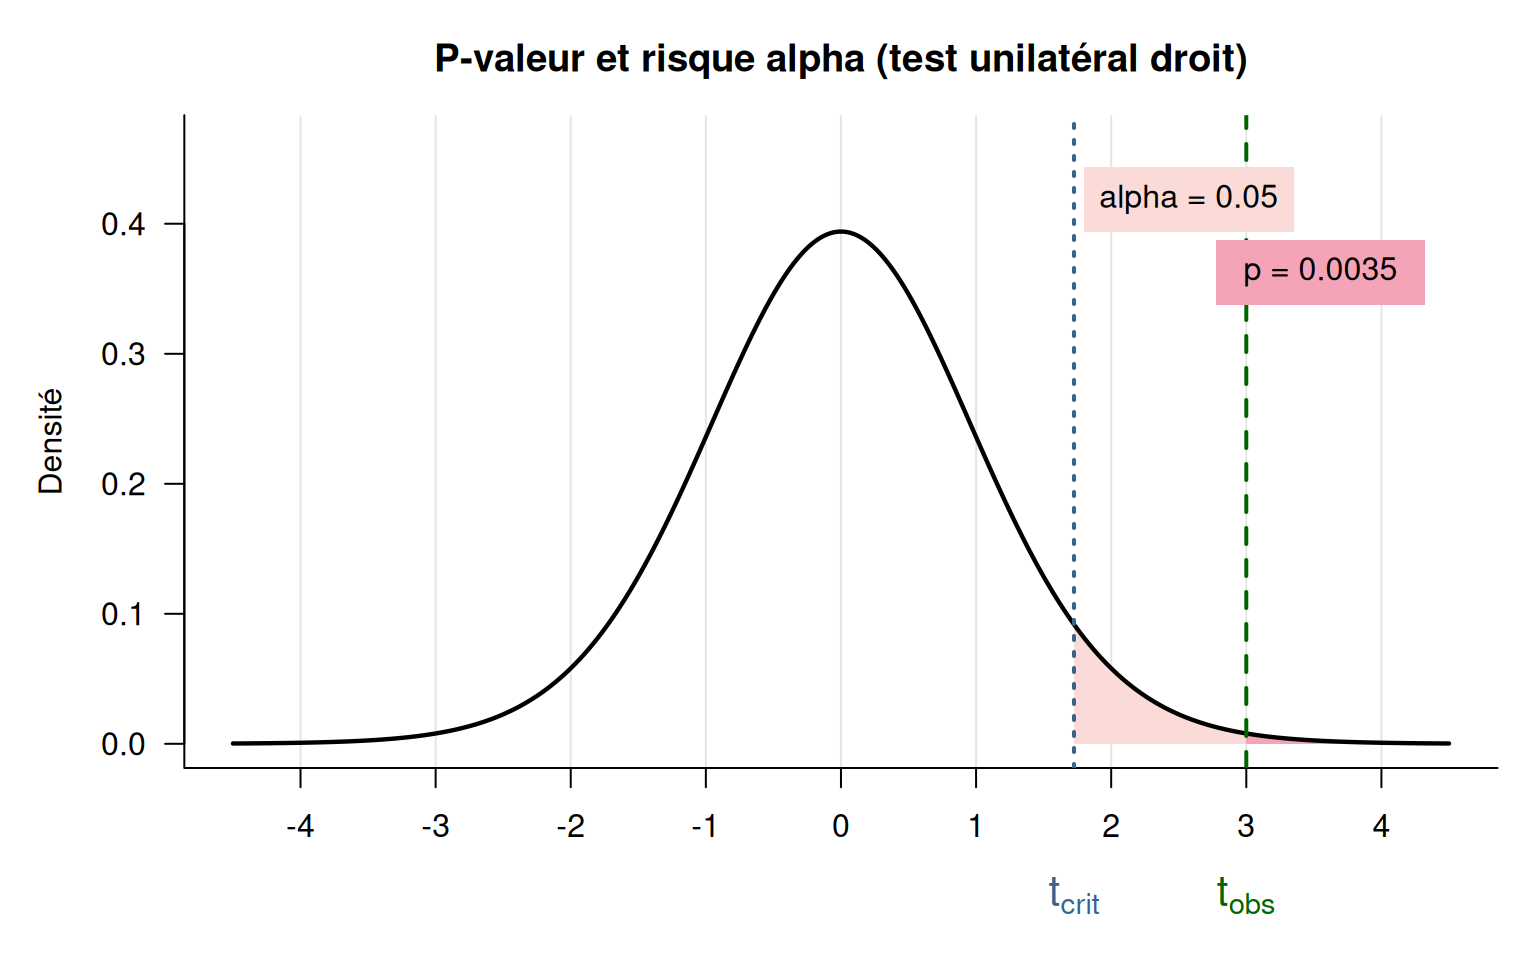 P-valeur et risque alpha (test unilatéral droit)
alpha = 0.05
p = 0.0035
Densité
0.4
0.3
0.2
0.1
0.0
-4 -3 -2 -1 0 1 2 3 4
tcrit tobs